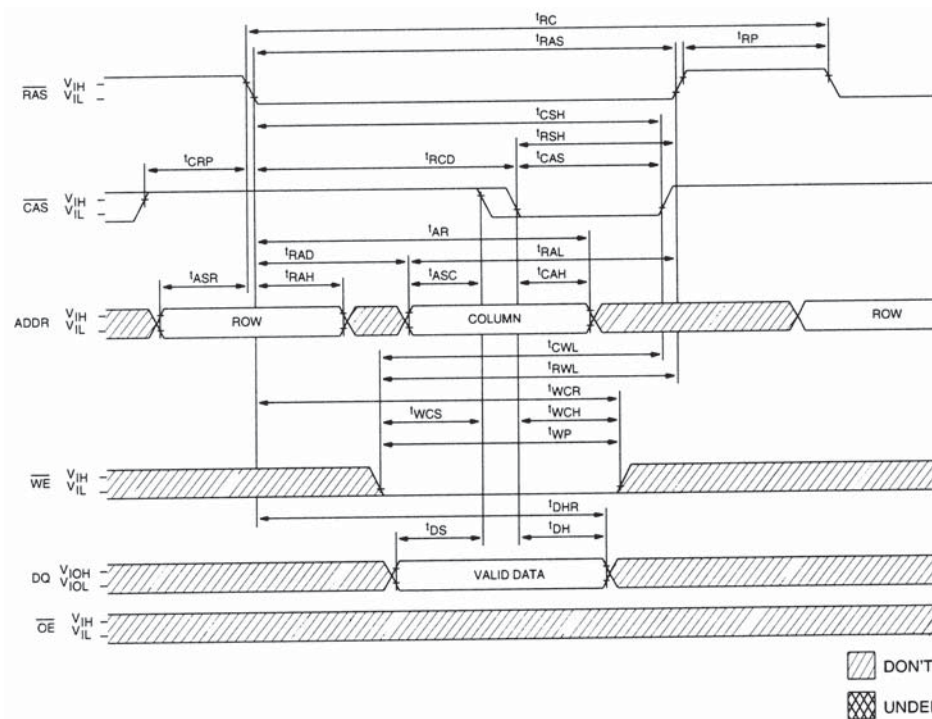 tRC
tRAS
tRP
RAS VIH
VIL
tCSH
tRSH
tCRP
tRCD
tCAS
CAS VIH
VIL
tAR
tRAD
tRAL
tASR
tRAH
tASC
tCAH
ADDR VIH
VIL
ROW
COLUMN
ROW
tCWL
tRWL
tWCR
tWCS
tWCH
tWP
WE VIH
VIL
tDHR
tDS
tDH
DQ VIOH
VIOL
VALID DATA
OE VIH
VIL
DON'T
UNDE